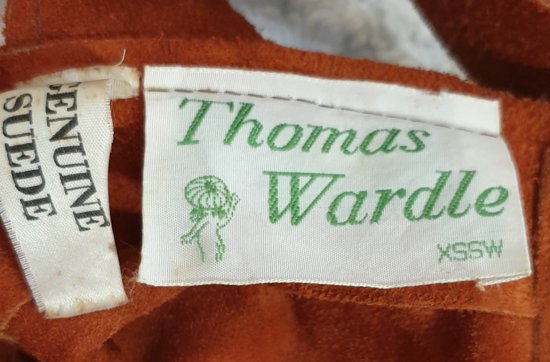 GENUINE
SUEDE
Thomas
Wardle
XSSW